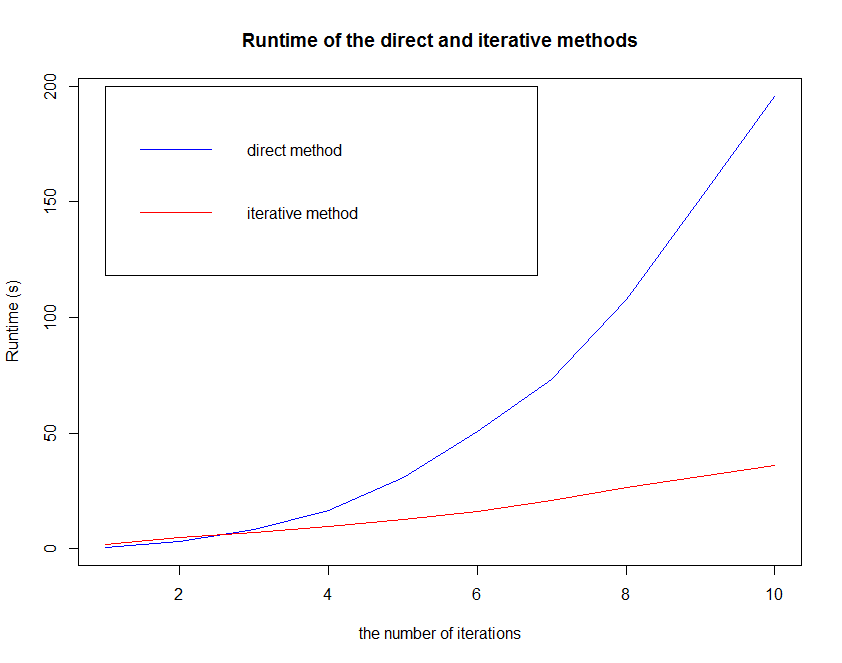 Runtime of the direct and iterative methods
200
150
100
50
0
Runtime (s)
direct method
iterative method
2 4 6 8 10
the number of iterations